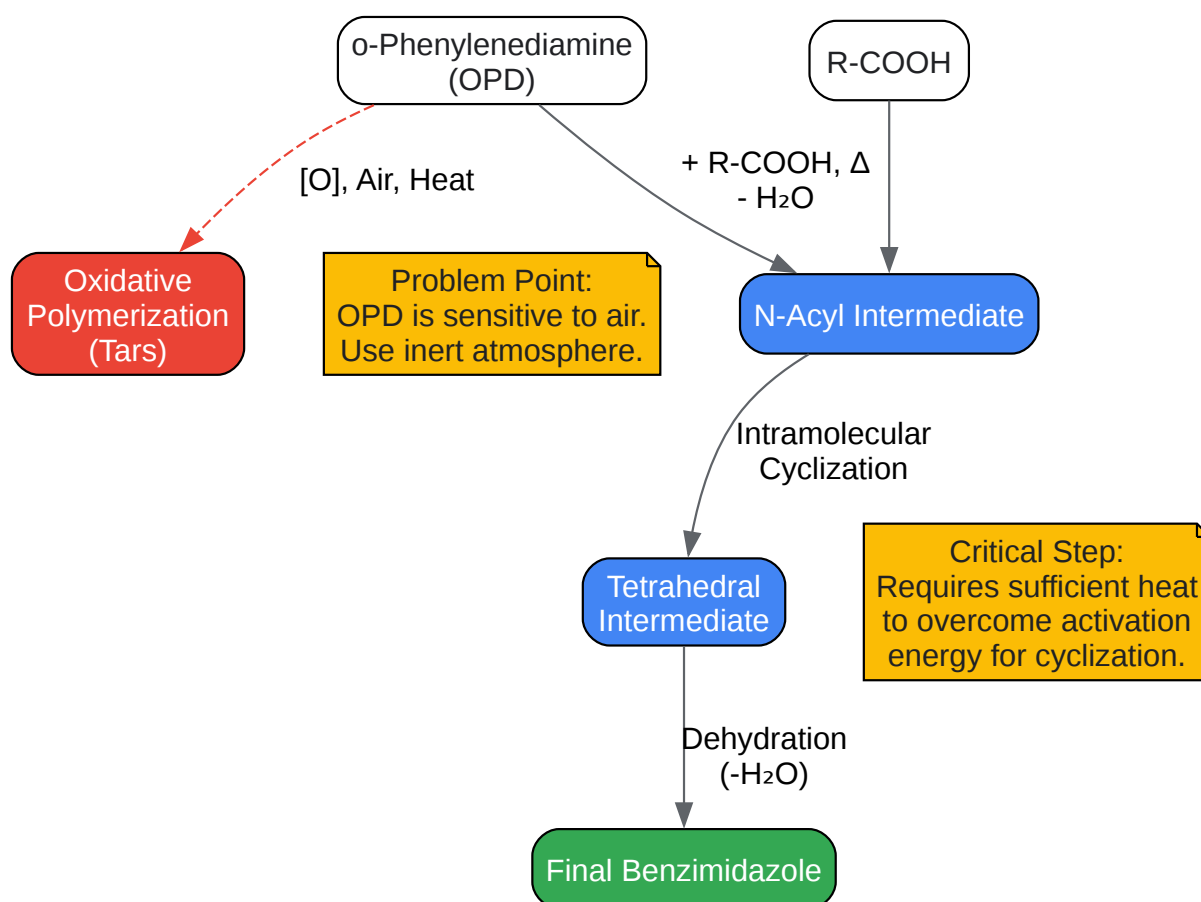 o-Phenylenediamine
(OPD)
R-COOH
+ R-COOH, Δ
- H₂O
[O], Air, Heat
Oxidative
Polymerization
(Tars)
Problem Point:
OPD is sensitive to air.
Use inert atmosphere.
N-Acyl Intermediate
Intramolecular
Cyclization
Critical Step:
Requires sufficient heat
to overcome activation
energy for cyclization.
Tetrahedral
Intermediate
Dehydration
(-H₂O)
Final Benzimidazole